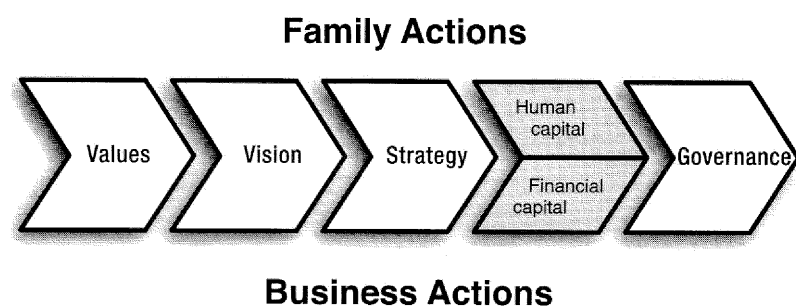 Family Actions
Values
Vision
Strategy
Human
capital
Financial
capital
Governance
Business Actions